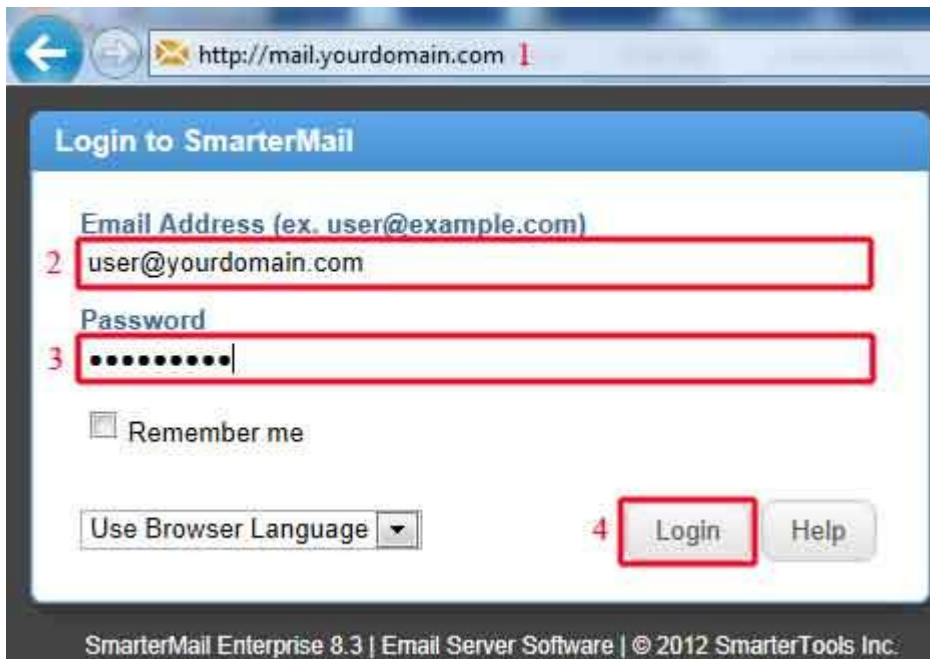 http://mail.yourdomain.com 1
Login to SmarterMail
Email Address (ex. user@example.com)
2 user@yourdomain.com
Password
3 •••••••••
Remember me
Use Browser Language 4 Login Help
SmarterMail Enterprise 8.3 | Email Server Software | © 2012 SmarterTools Inc.